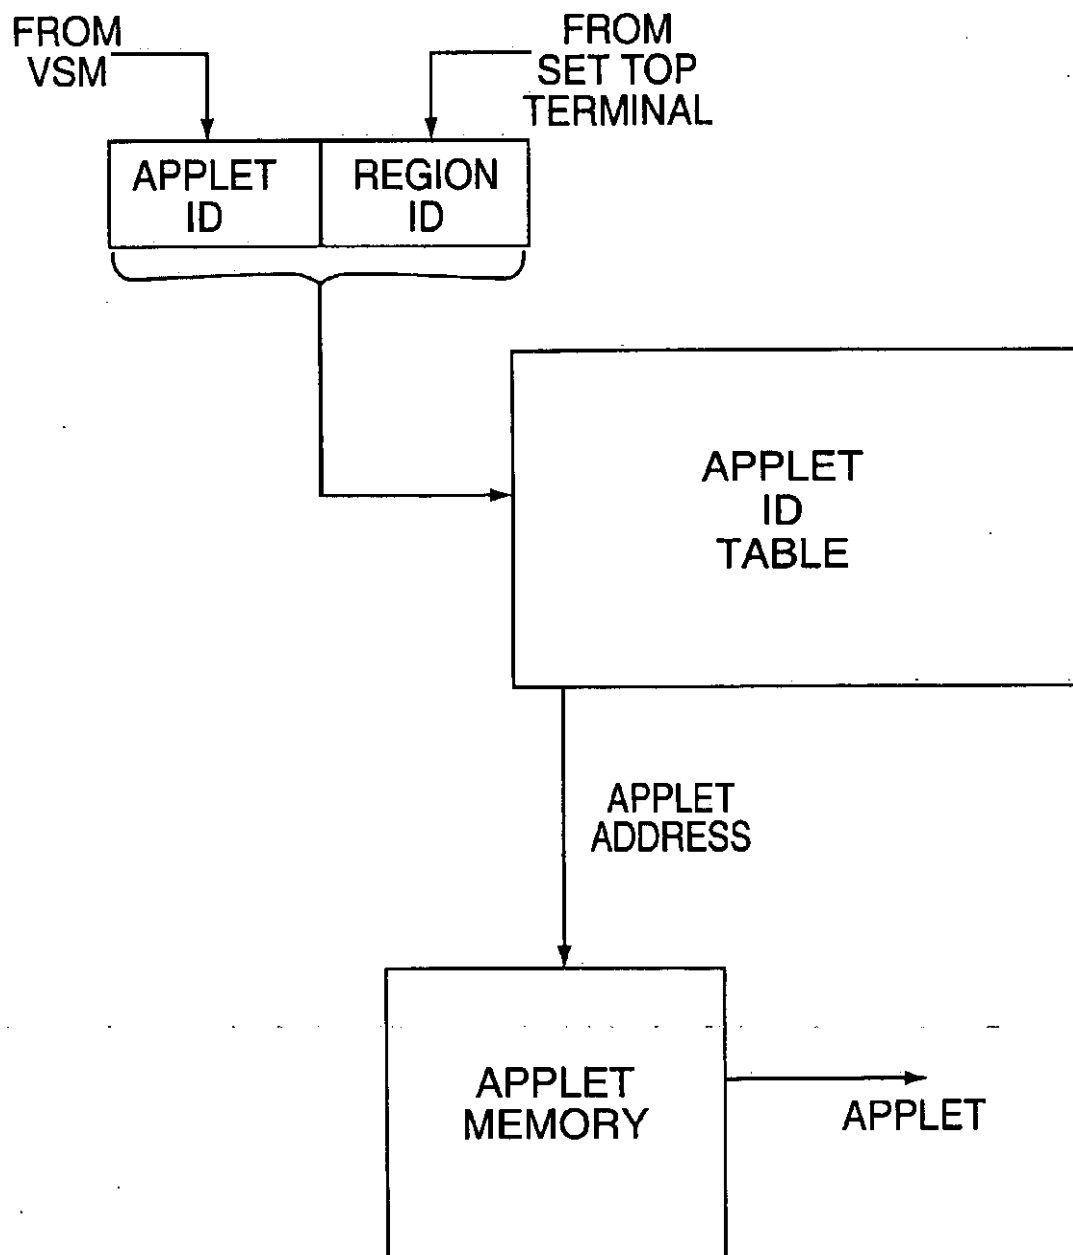 FROM
VSM
FROM
SET TOP
TERMINAL
APPLET
ID
REGION
ID
APPLET
ID
TABLE
APPLET
ADDRESS
APPLET
MEMORY
APPLET